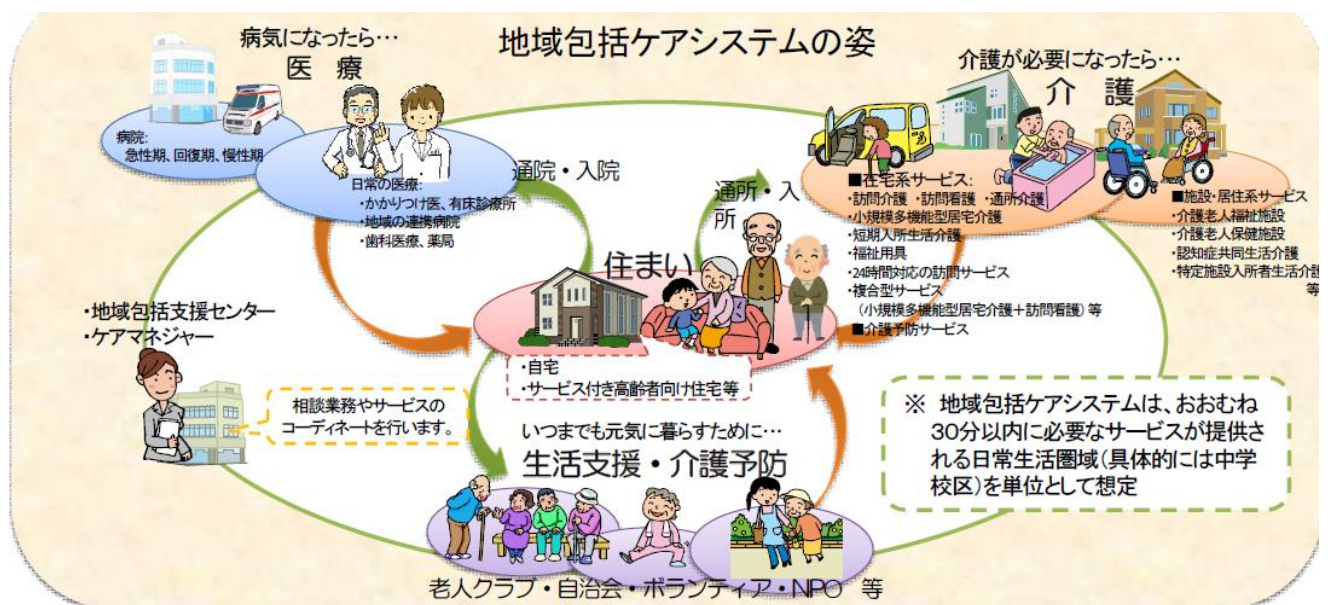 地域包括ケアシステムの姿
病気になったら…
医 療
病院:
急性期、回復期、慢性期
日常の医療:
・かかりつけ医、有床診療所
・地域の連携病院
・歯科医療、薬局
通院・入院
通所・入
所
介護が必要になったら…
介 護
■在宅系サービス:
・訪問介護 ・訪問看護 ・通所介護
・小規模多機能型居宅介護
・短期入所生活介護
・福祉用具
・24時間対応の訪問サービス
・複合型サービス
(小規模多機能型居宅介護+訪問看護)等
■介護予防サービス
■施設・居住系サービス
・介護老人福祉施設
・介護老人保健施設
・認知症共同生活介護
・特定施設入所者生活介護
等
住まい
・自宅
・サービス付き高齢者向け住宅等
・地域包括支援センター
・ケアマネジャー
相談業務やサービスの
コーディネートを行います。
いつまでも元気に暮らすために…
生活支援・介護予防
老人クラブ・自治会・ボランティア・NPO 等
※ 地域包括ケアシステムは、おおむね
30分以内に必要なサービスが提供さ
れる日常生活圏域(具体的には中学
校区)を単位として想定